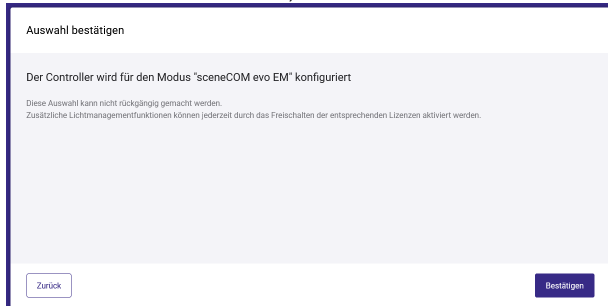 Auswahl bestätigen
Der Controller wird für den Modus "sceneCOM evo EM" konfiguriert
Diese Auswahl kann nicht rückgängig gemacht werden.
Zusätzliche Lichtmanagementfunktionen können jederzeit durch das Freischalten der entsprechenden Lizenzen aktiviert werden.
Zurück
Bestätigen